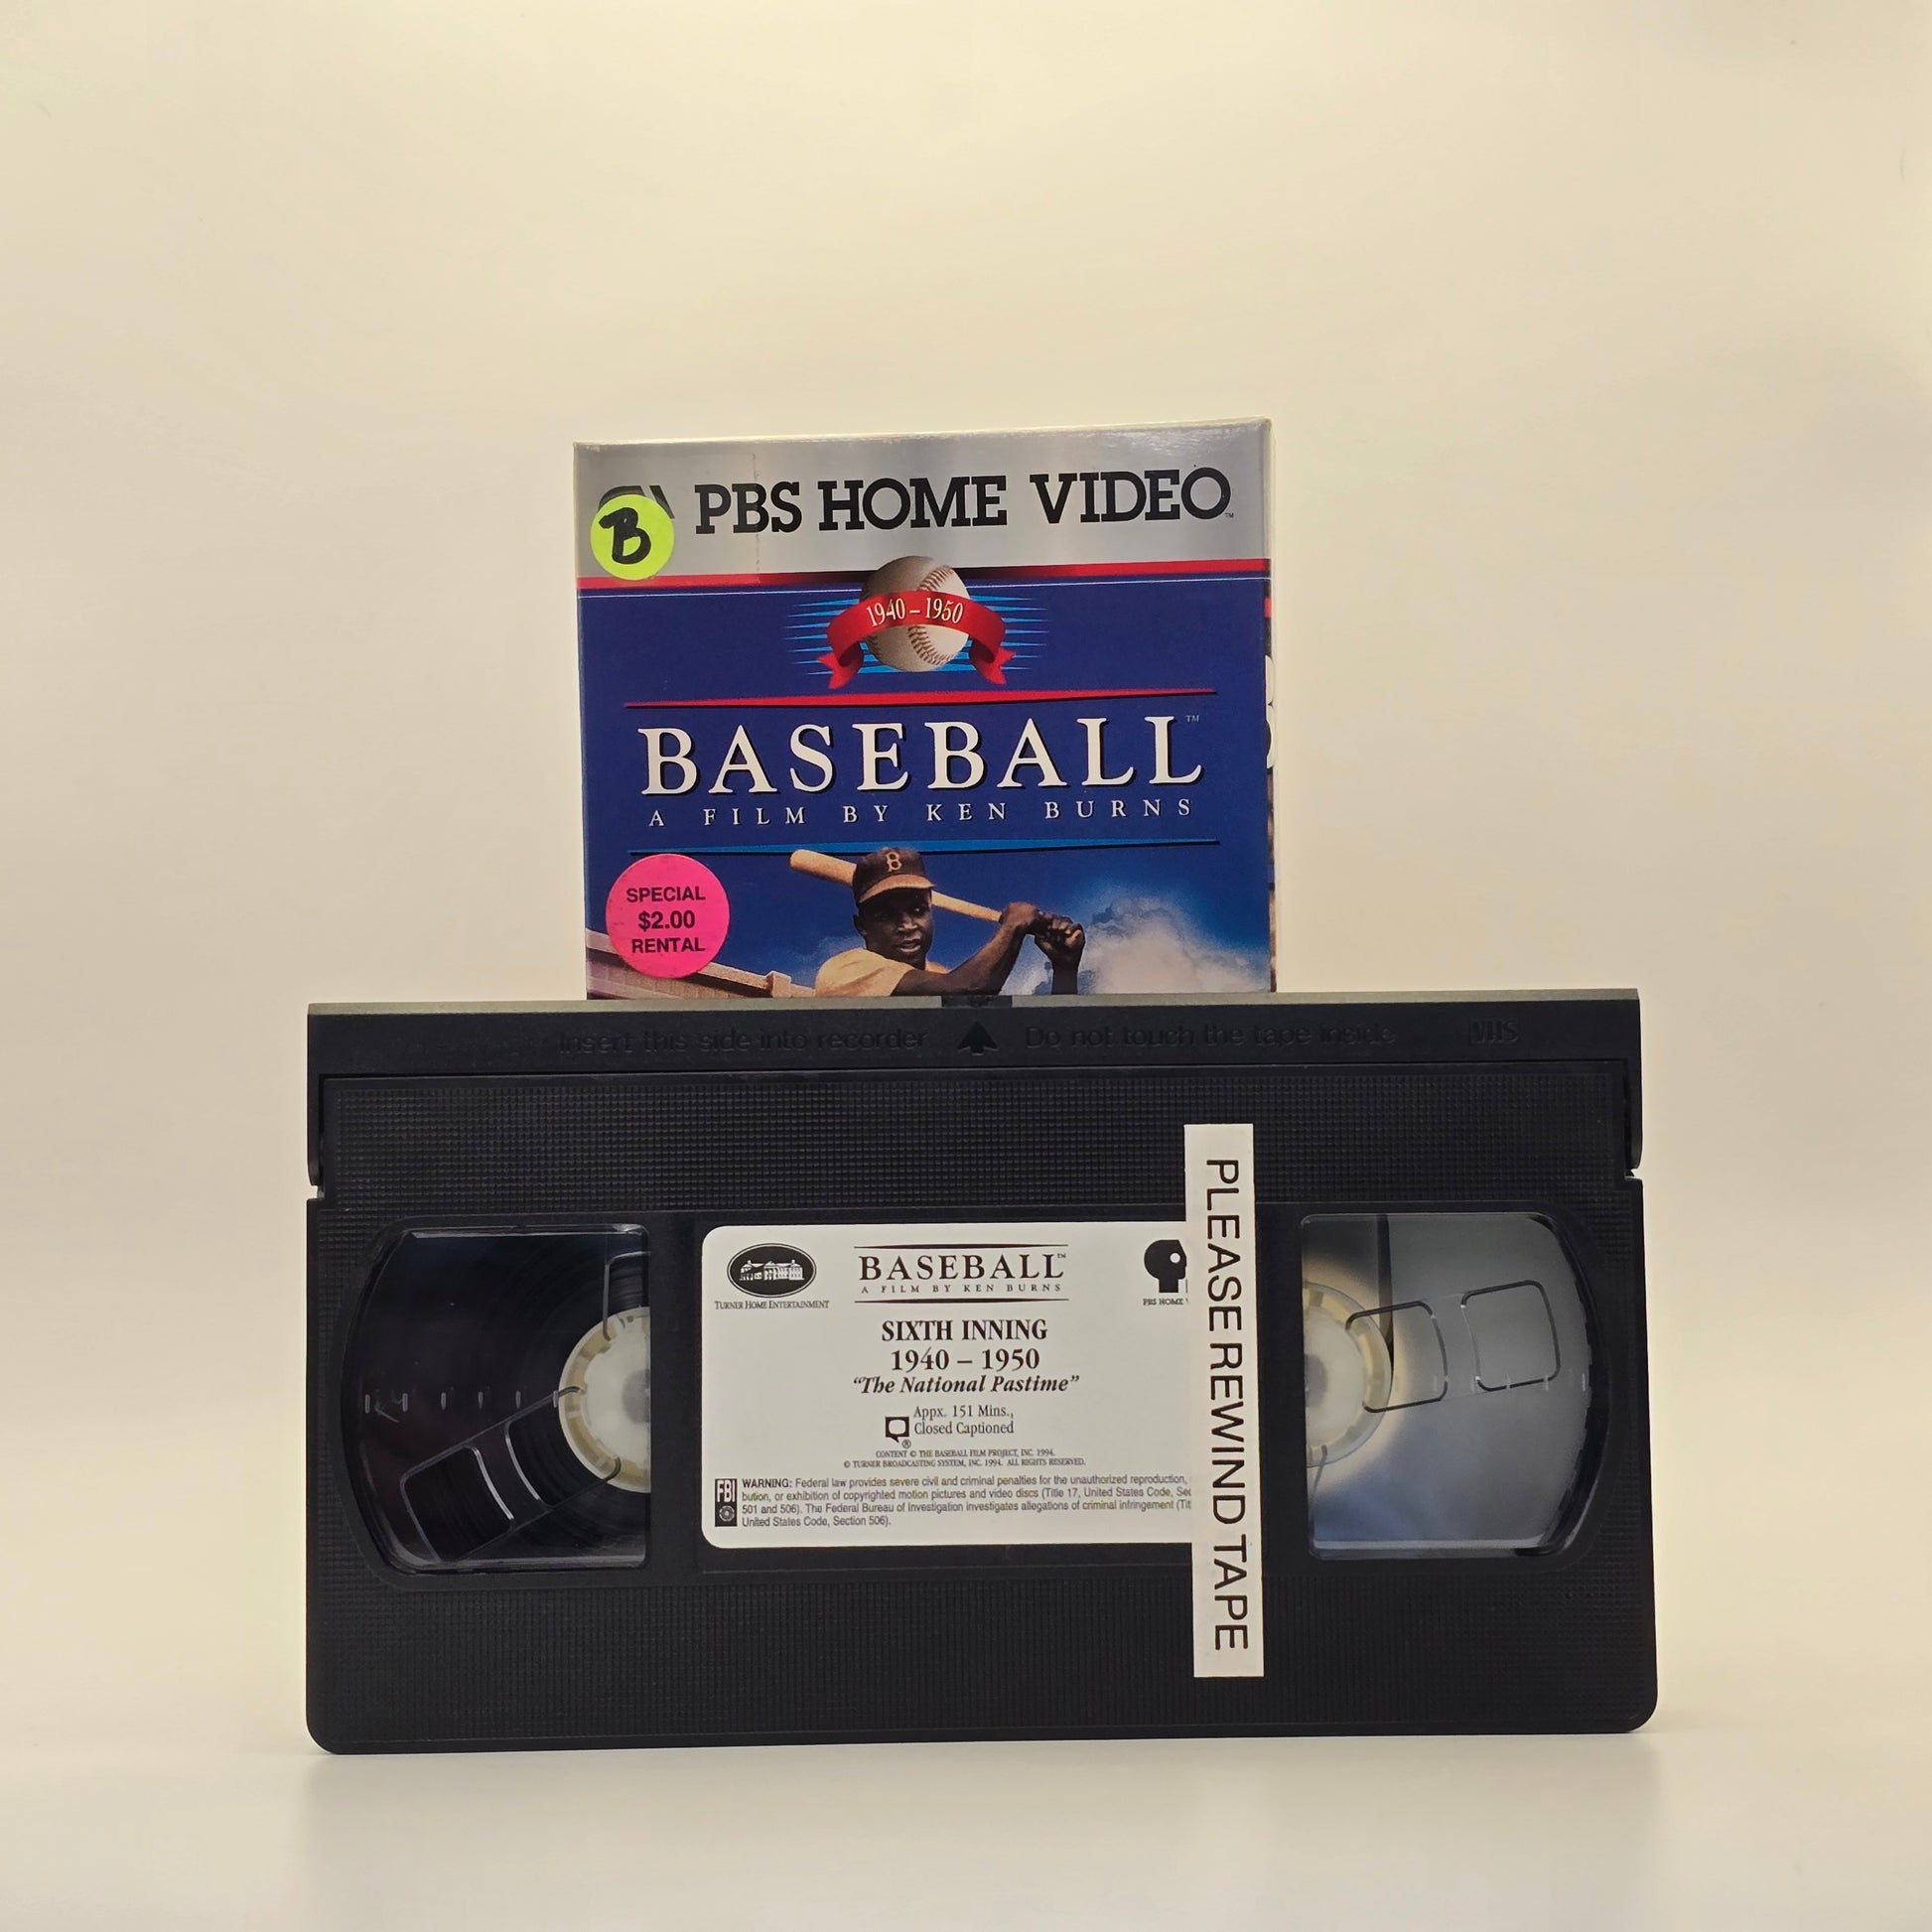 PBS HOME VIDEO™
B
1940 – 1950
BASEBALL™
A FILM BY KEN BURNS
B
SPECIAL
$2.00
RENTAL
Insert this side into recorder
Do not touch the tape inside
VHS
TURNER HOME ENTERTAINMENT
BASEBALL™
A FILM BY KEN BURNS
PBS HOME
SIXTH INNING
1940 – 1950
“The National Pastime”
Appx. 151 Mins.,
Closed Captioned
®
CONTENT © THE BASEBALL FILM PROJECT, INC. 1994.
© TURNER BROADCASTING SYSTEM, INC. 1994. ALL RIGHTS RESERVED.
FBI
WARNING: Federal law provides severe civil and criminal penalties for the unauthorized reproduction,
bution, or exhibition of copyrighted motion pictures and video discs (Title 17, United States Code, Sec
501 and 506). The Federal Bureau of Investigation investigates allegations of criminal infringement (Tit
United States Code, Section 506).
PLEASE REWIND TAPE